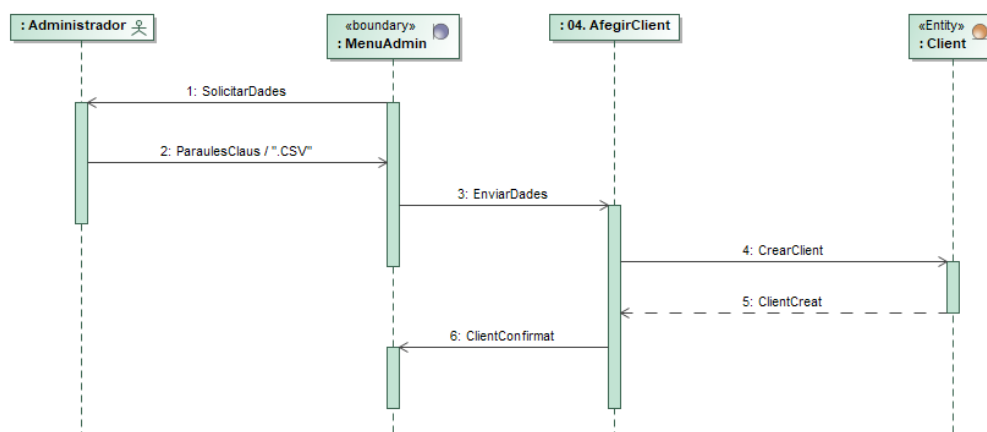 : Administrador
«boundary»
: MenuAdmin
: 04. AfegirClient
«Entity»
: Client
1: SolicitarDades
2: ParaulesClaus / ".CSV"
3: EnviarDades
4: CrearClient
5: ClientCreat
6: ClientConfirmat